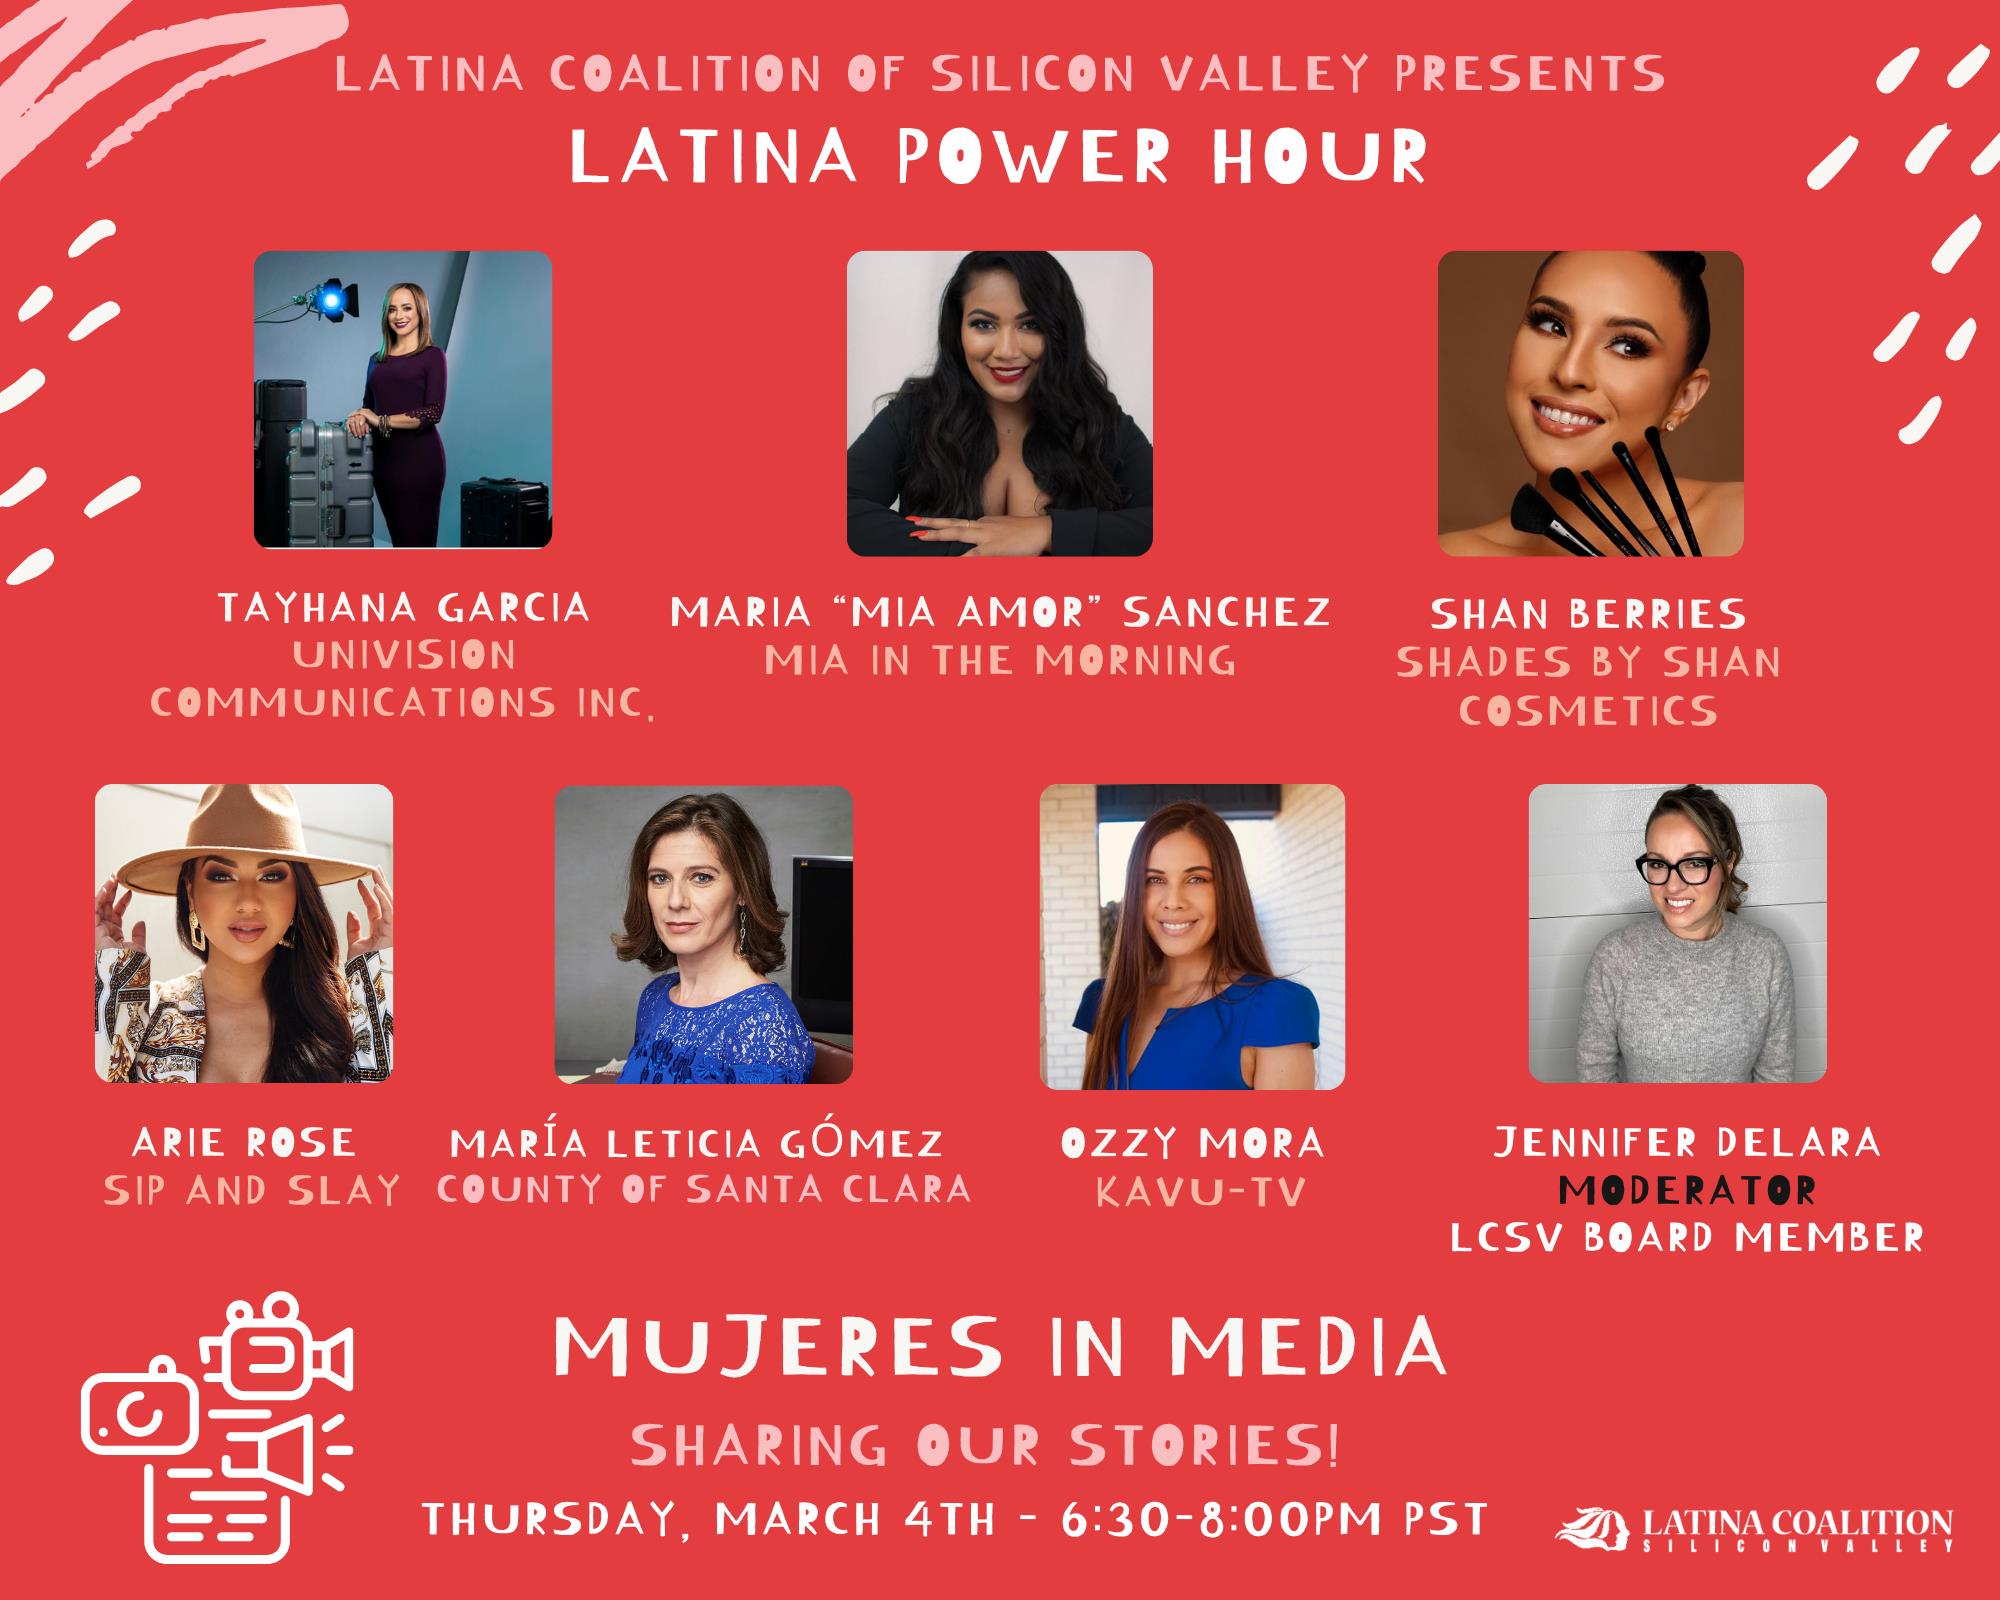 LATINA COALITION OF SILICON VALLEY PRESENTS
LATINA POWER HOUR
TAYHANA GARCIA
UNIVISION
COMMUNICATIONS INC.
MARIA “MIA AMOR” SANCHEZ
MIA IN THE MORNING
SHAN BERRIES
SHADES BY SHAN
COSMETICS
ARIE ROSE
SIP AND SLAY
MARÍA LETICIA GÓMEZ
COUNTY OF SANTA CLARA
OZZY MORA
KAVU-TV
JENNIFER DELARA
MODERATOR
LCSV BOARD MEMBER
MUJERES IN MEDIA
SHARING OUR STORIES!
THURSDAY, MARCH 4TH - 6:30-8:00PM PST
LATINA COALITION
SILICON VALLEY